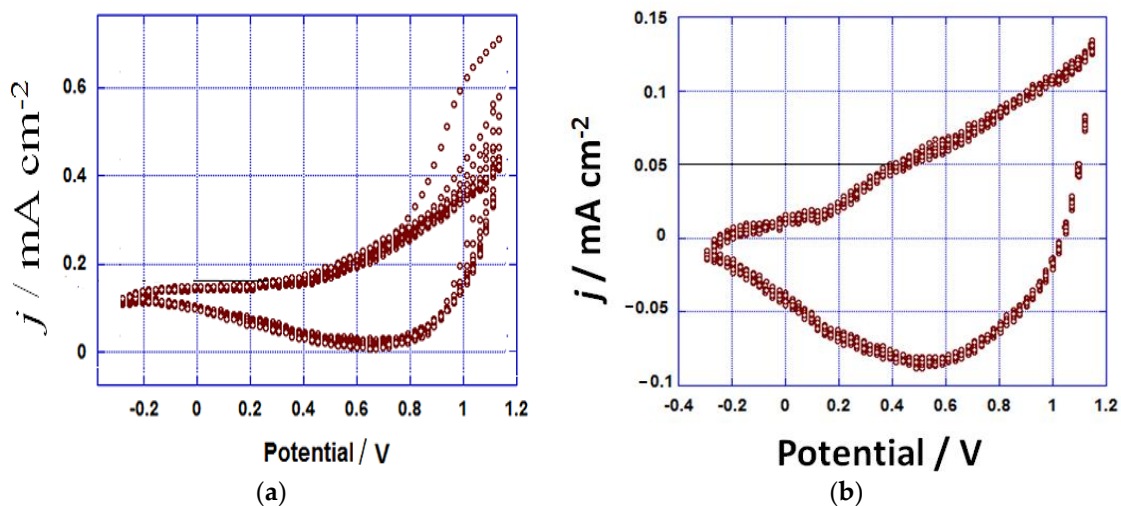 0.6
0.4
0.2
0
j / mA cm-2
-0.2 0 0.2 0.4 0.6 0.8 1 1.2
Potential / V
(a)
0.15
0.1
0.05
0
−0.05
−0.1
j / mA cm-2
-0.4 -0.2 0 0.2 0.4 0.6 0.8 1 1.2
Potential / V
(b)